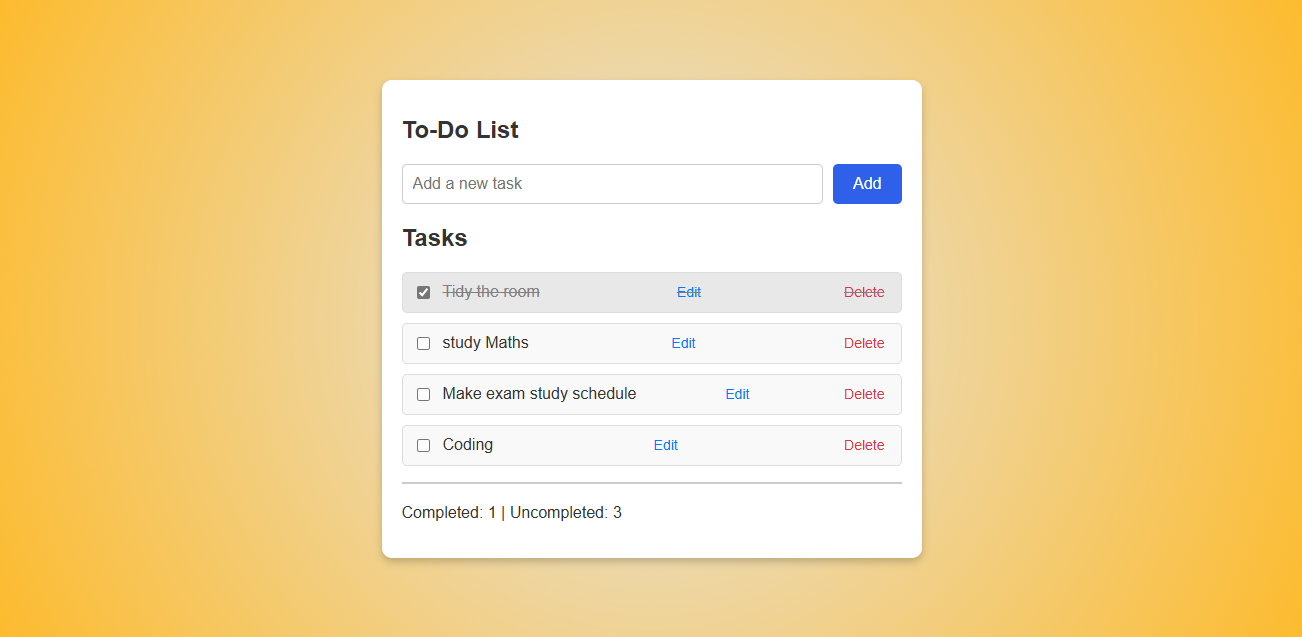 To-Do List
Add a new task Add
Tasks
Tidy the room Edit Delete
study Maths Edit Delete
Make exam study schedule Edit Delete
Coding Edit Delete
Completed: 1 | Uncompleted: 3